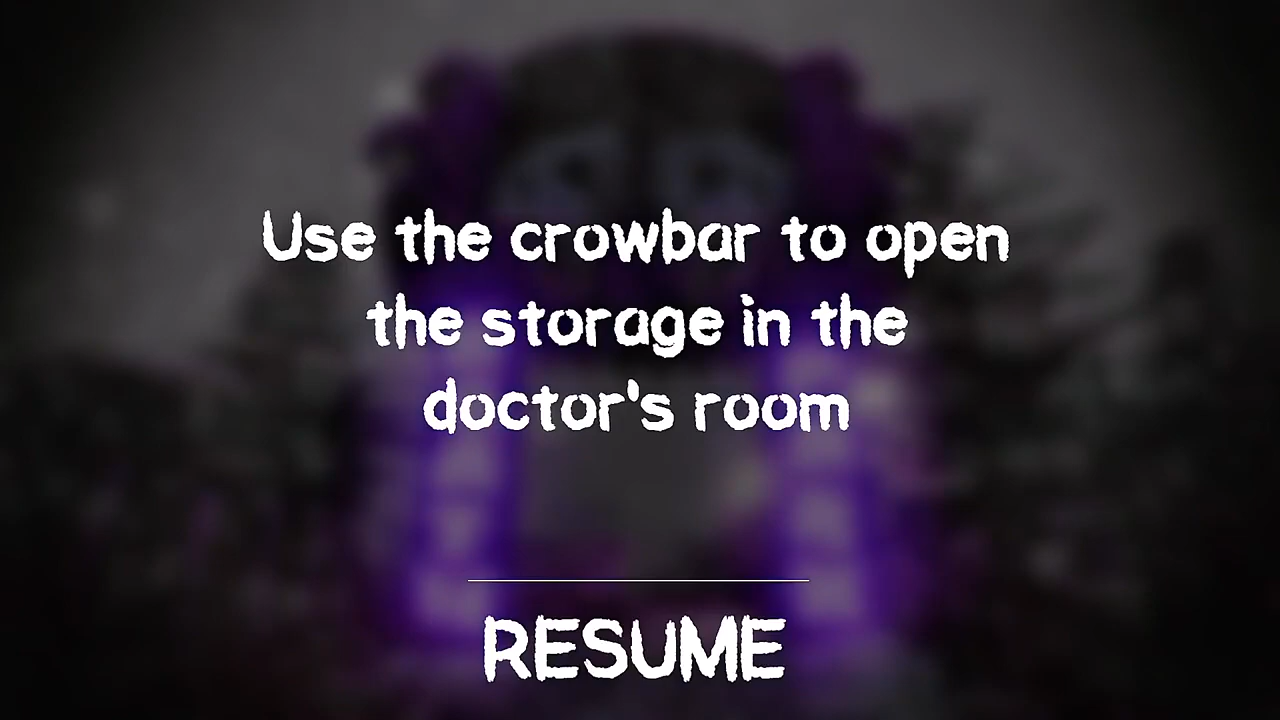 Use the crowbar to open
the storage in the
doctor's room
RESUME